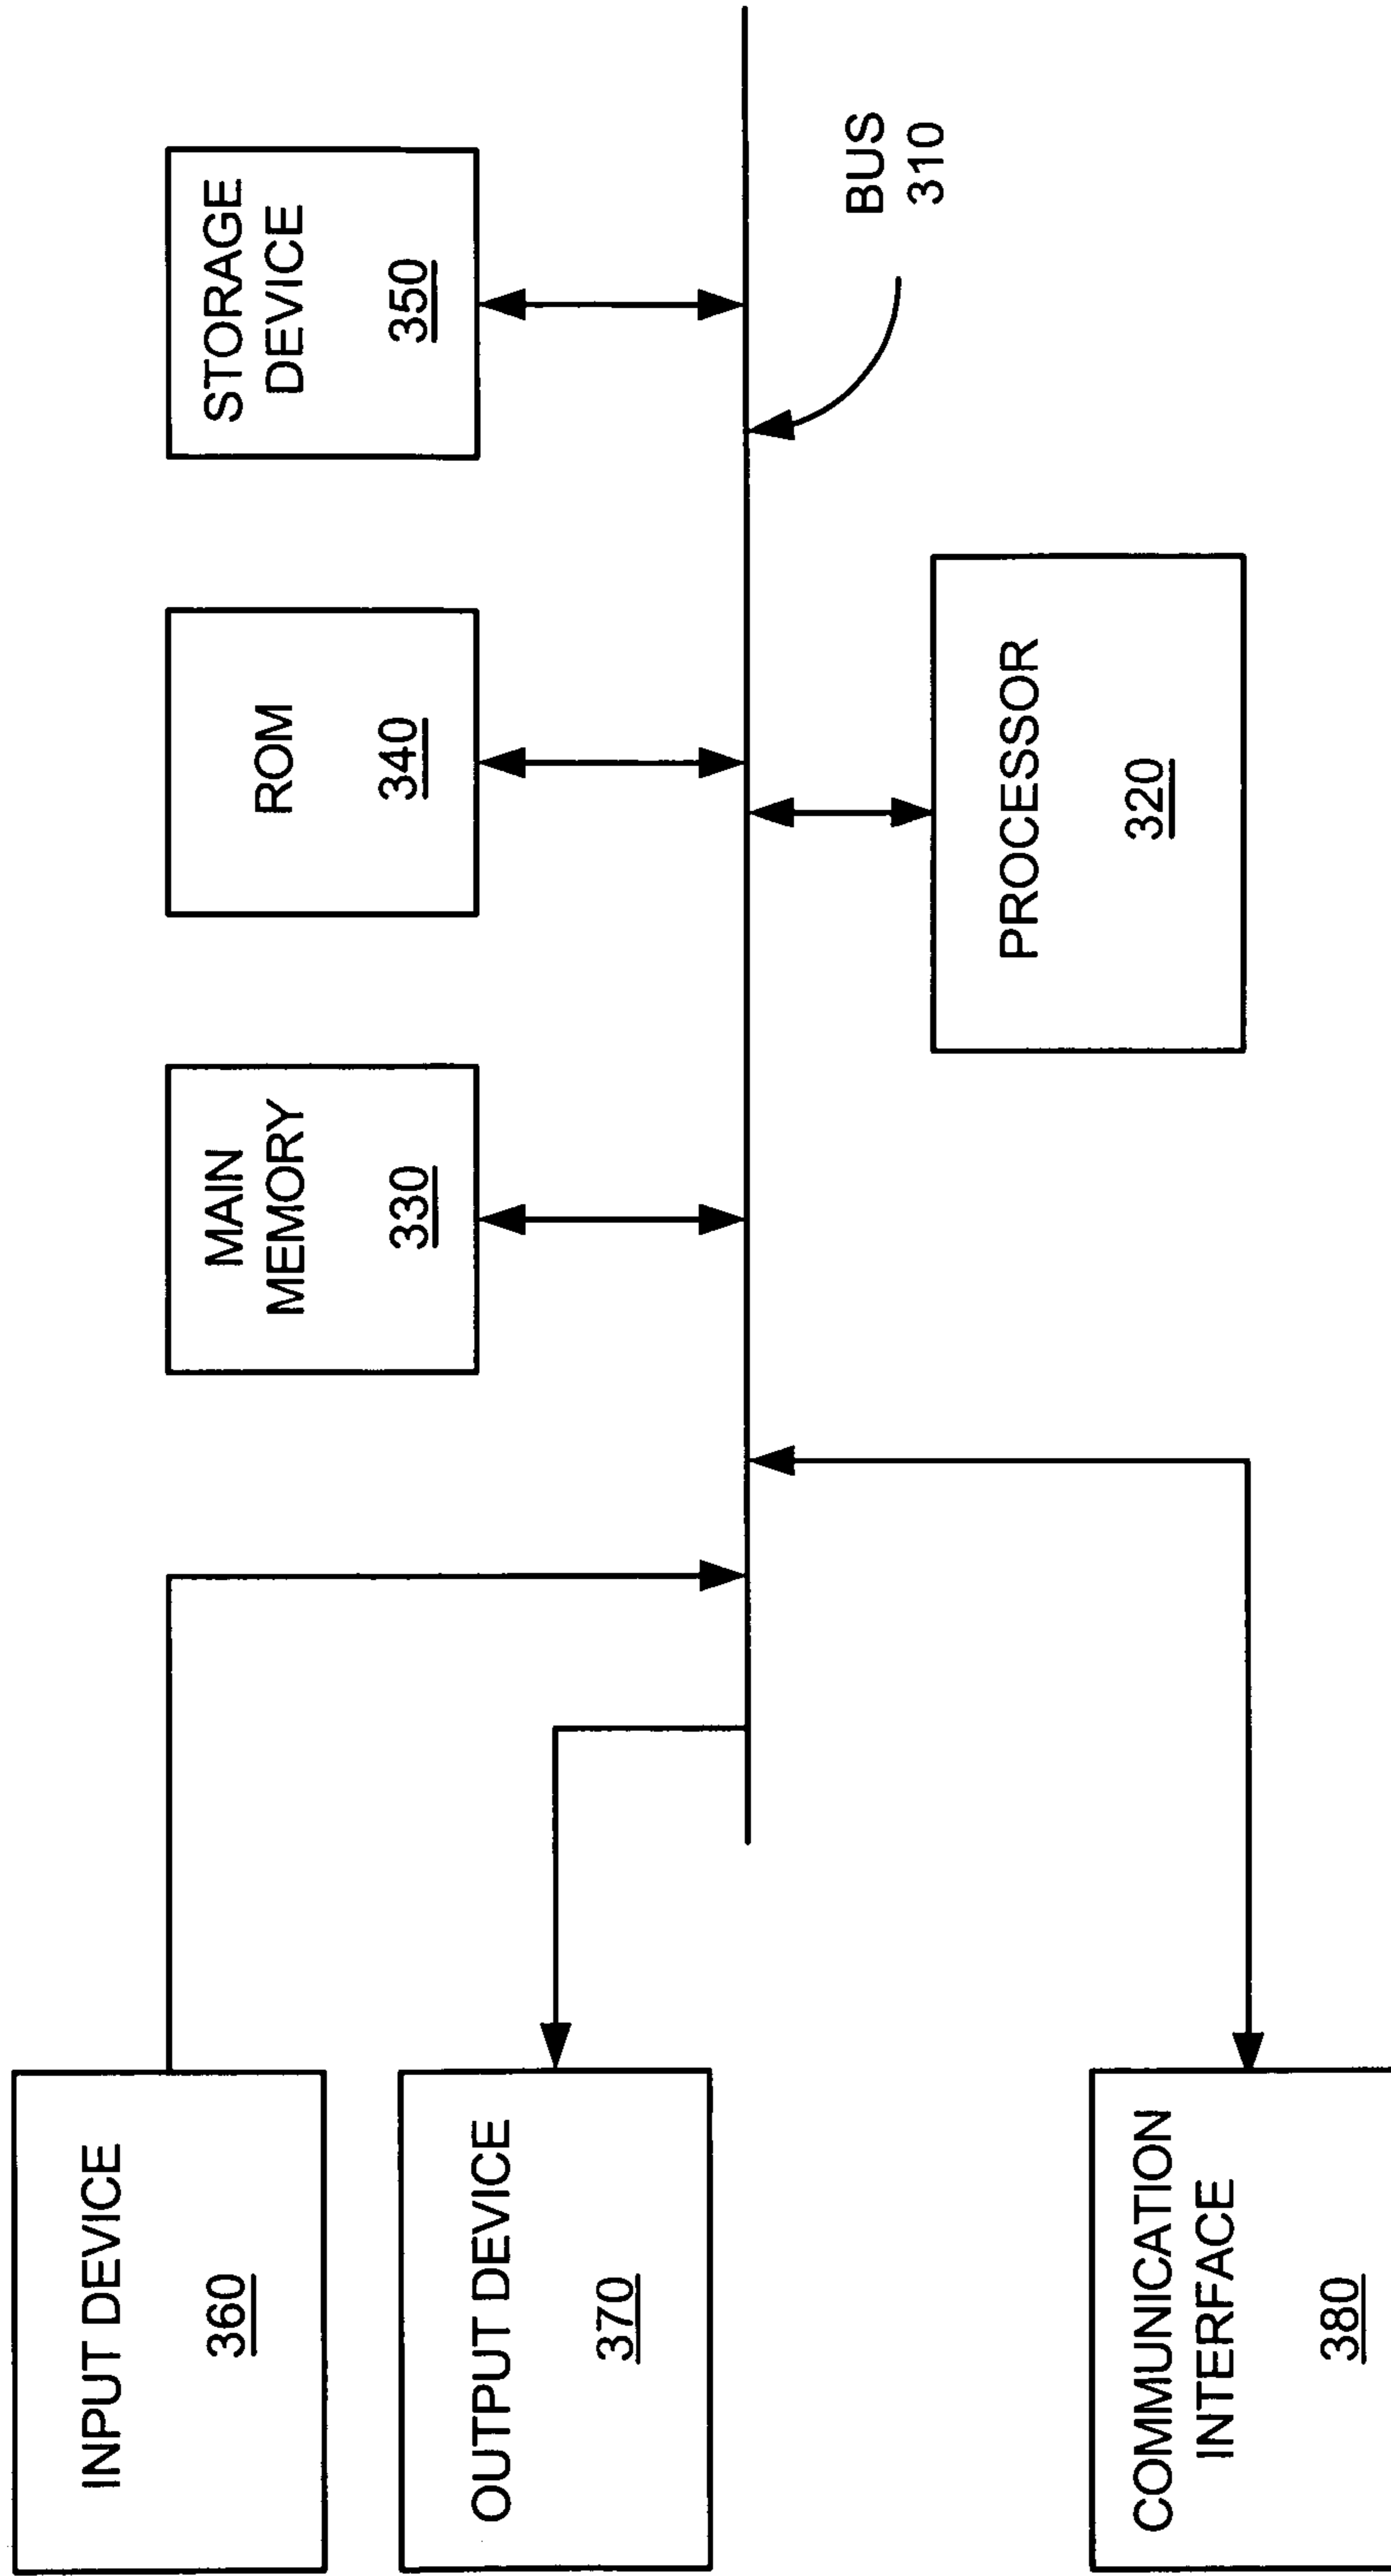 INPUT DEVICE
360
OUTPUT DEVICE
370
COMMUNICATION
INTERFACE
380
MAIN
MEMORY
330
ROM
340
STORAGE
DEVICE
350
PROCESSOR
320
BUS
310